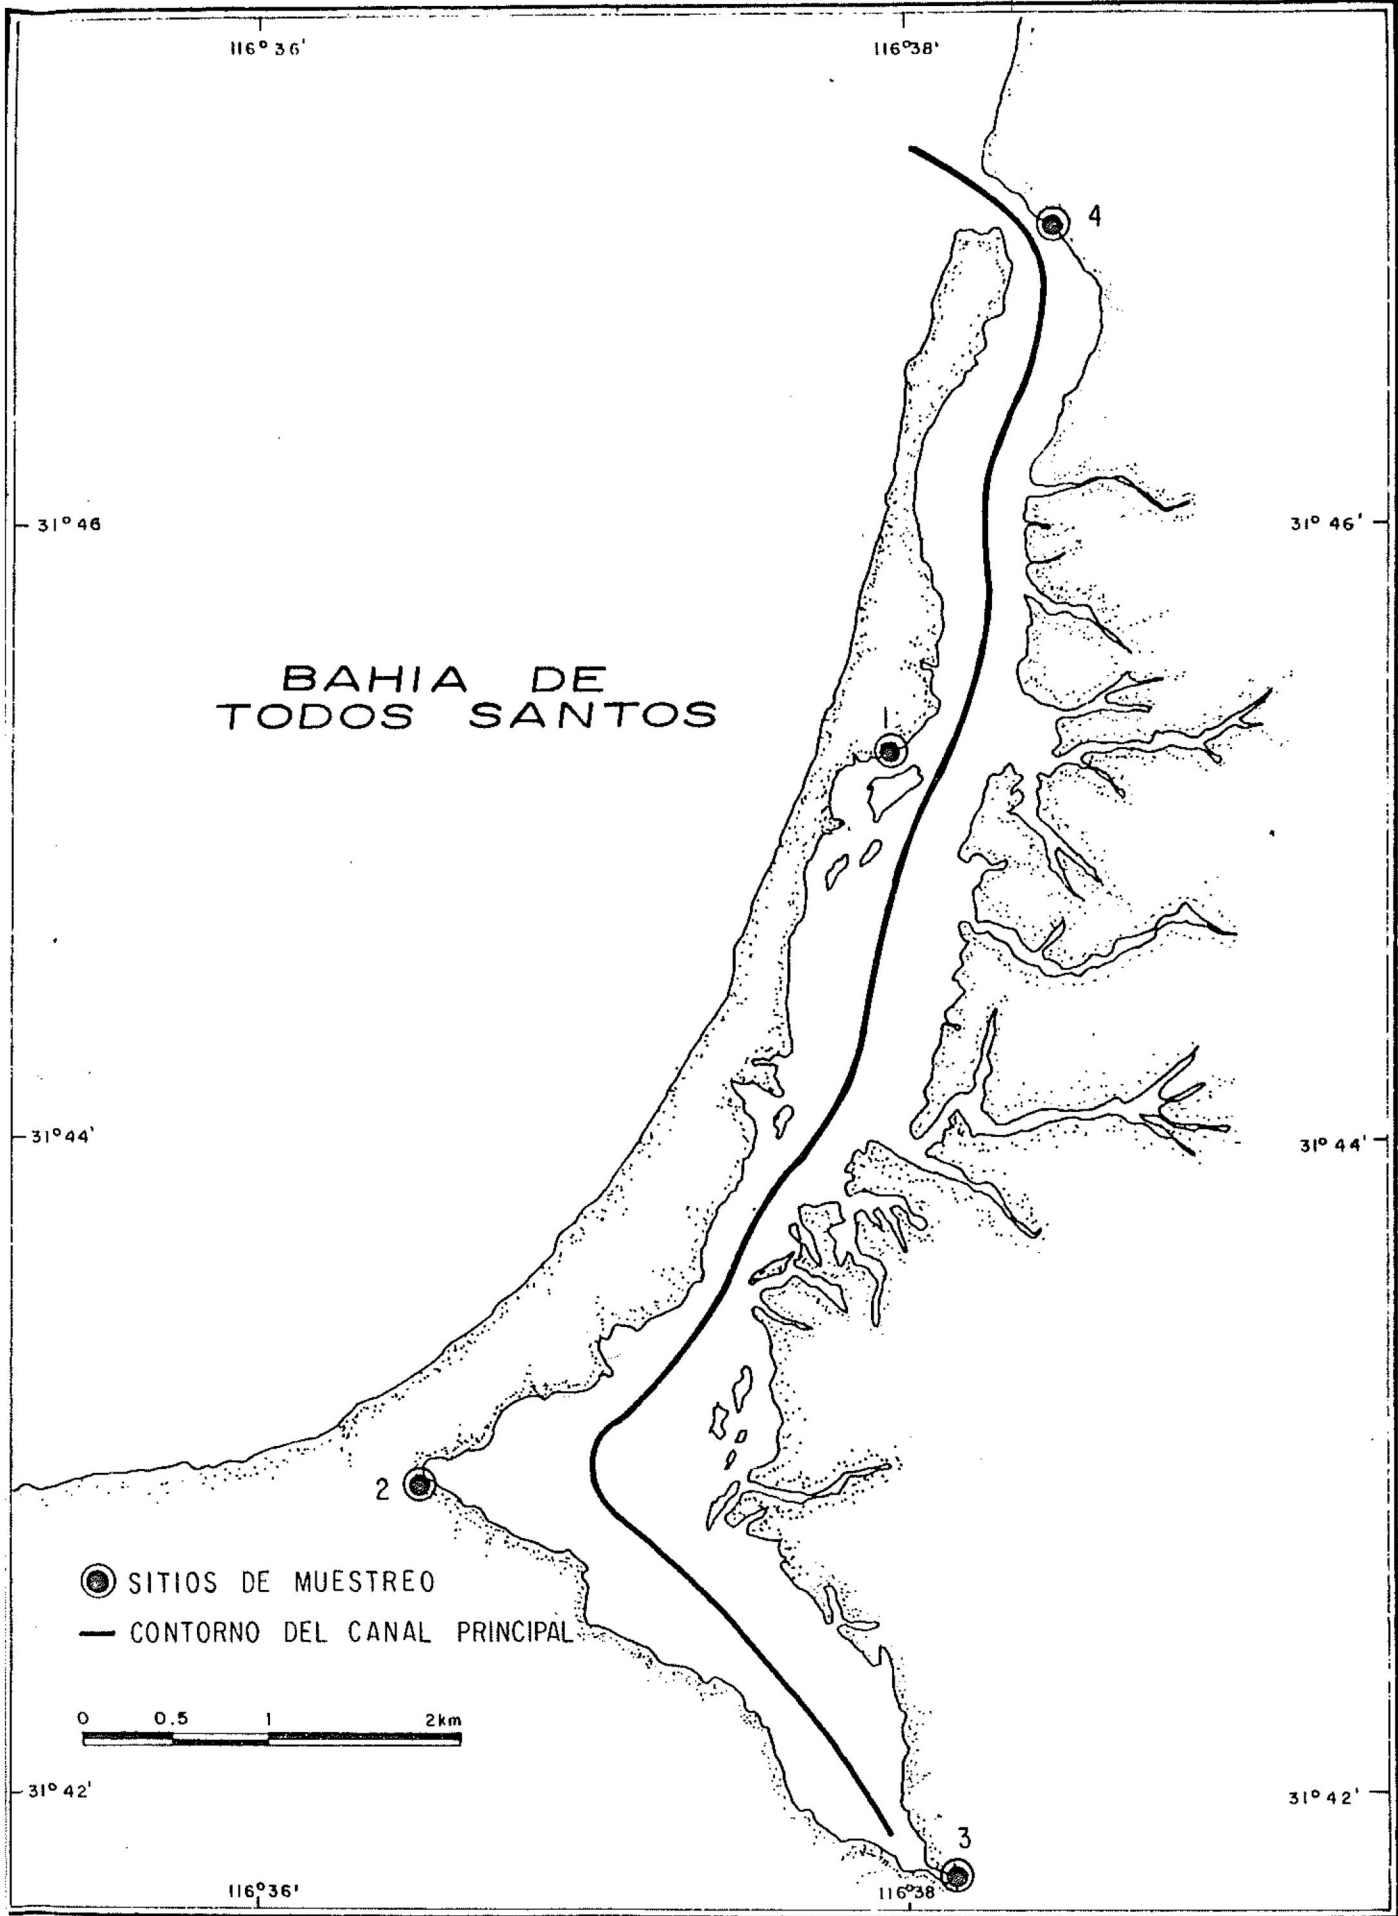 116° 36' 116° 38'
4
31° 46 31° 46'
BAHIA DE
TODOS SANTOS
1
31° 44' 31° 44'
2
SITIOS DE MUESTREO
CONTORNO DEL CANAL PRINCIPAL
0 0.5 1 2km
31° 42' 31° 42'
3
116° 36' 116° 38